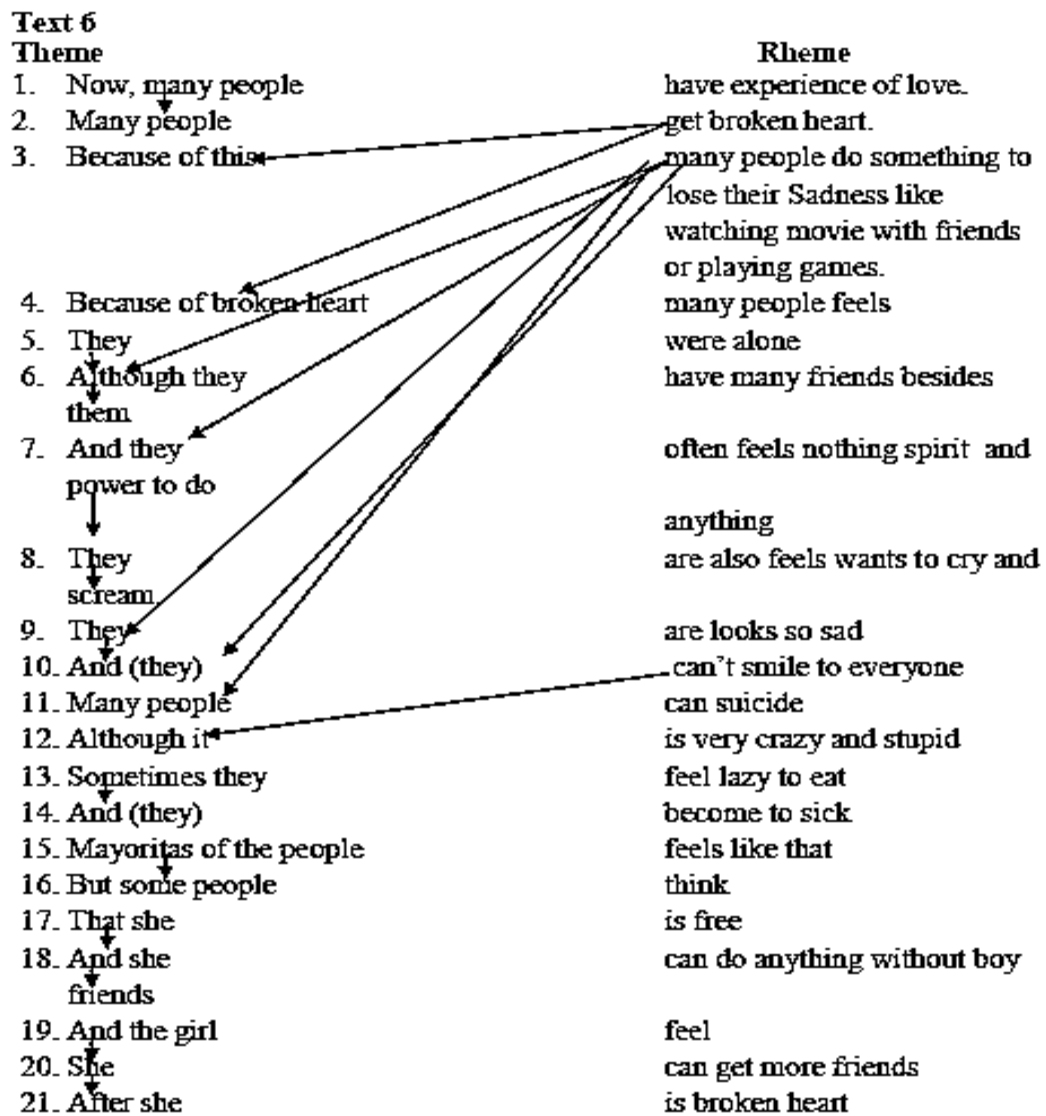 Text 6
Theme Rheme
1. Now, many people have experience of love.
2. Many people get broken heart.
3. Because of this many people do something to
lose their Sadness like
watching movie with friends
or playing games.
4. Because of broken heart many people feels
5. They were alone
6. Although they have many friends besides
them
7. And they often feels nothing spirit and
power to do
anything
8. They are also feels wants to cry and
scream
9. They are looks so sad
10. And (they) can't smile to everyone
11. Many people can suicide
12. Although it is very crazy and stupid
13. Sometimes they feel lazy to eat
14. And (they) become to sick
15. Mayoritas of the people feels like that
16. But some people think
17. That she is free
18. And she can do anything without boy
friends
19. And the girl feel
20. She can get more friends
21. After she is broken heart